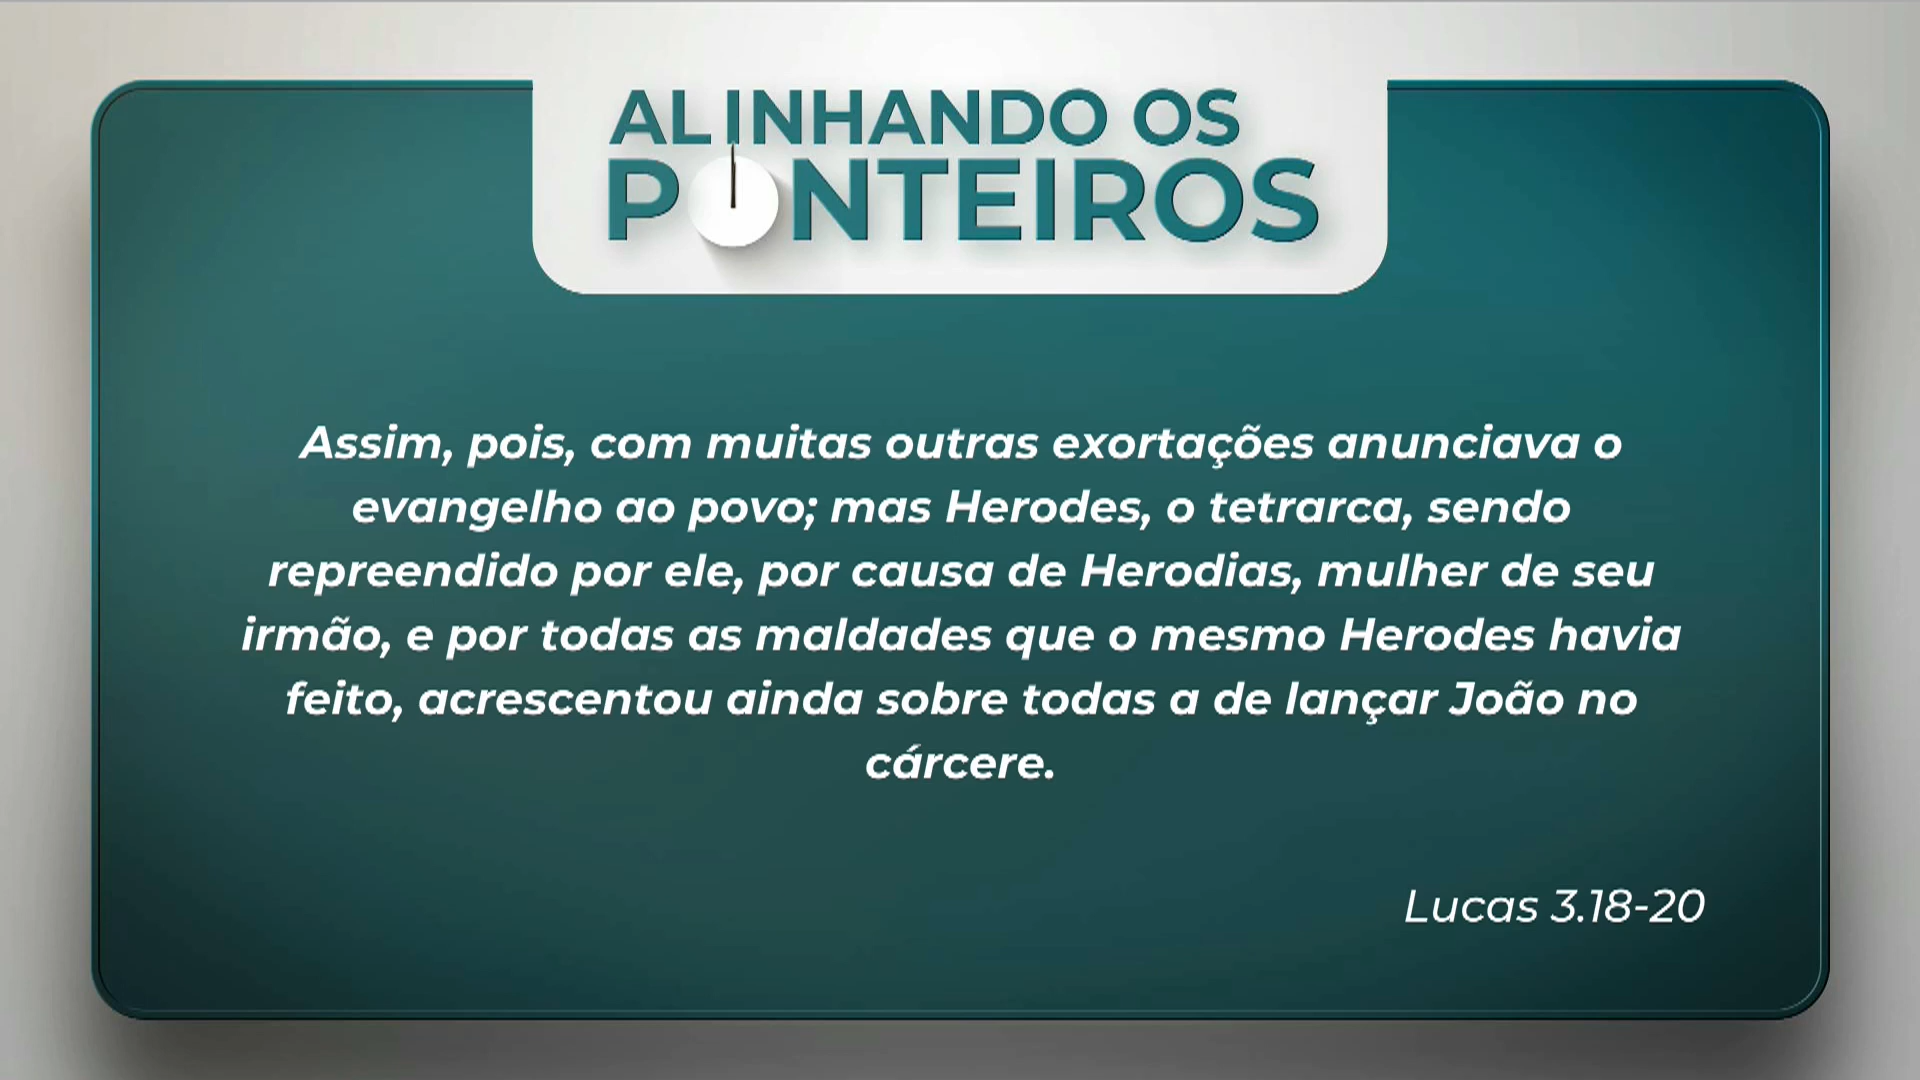 ALINHANDO OS
PONTEIROS
Assim, pois, com muitas outras exortações anunciava o
evangelho ao povo; mas Herodes, o tetrarca, sendo
repreendido por ele, por causa de Herodias, mulher de seu
irmão, e por todas as maldades que o mesmo Herodes havia
feito, acrescentou ainda sobre todas a de lançar João no
cárcere.
Lucas 3.18-20